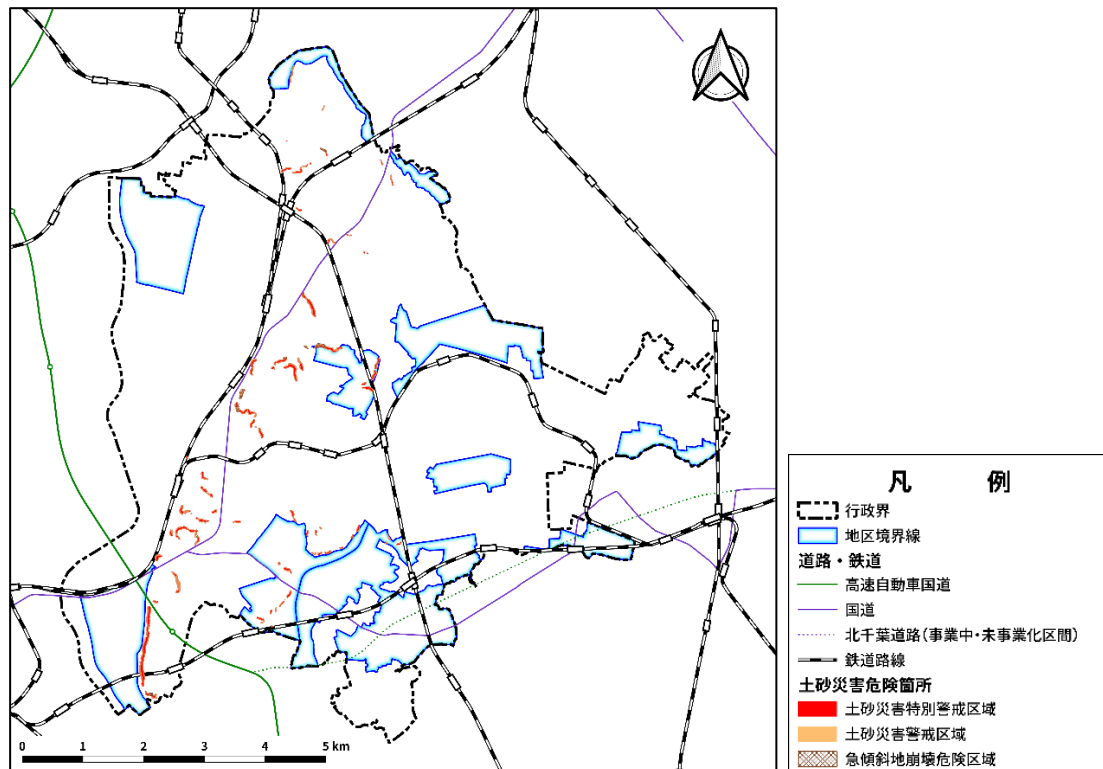 0 1 2 3 4 5 km
凡 例
行政界
地区境界線
道路・鉄道
高速自動車国道
国道
北千葉道路(事業中・未事業化区間)
鉄道路線
土砂災害危険箇所
土砂災害特別警戒区域
土砂災害警戒区域
急傾斜地崩壊危険区域